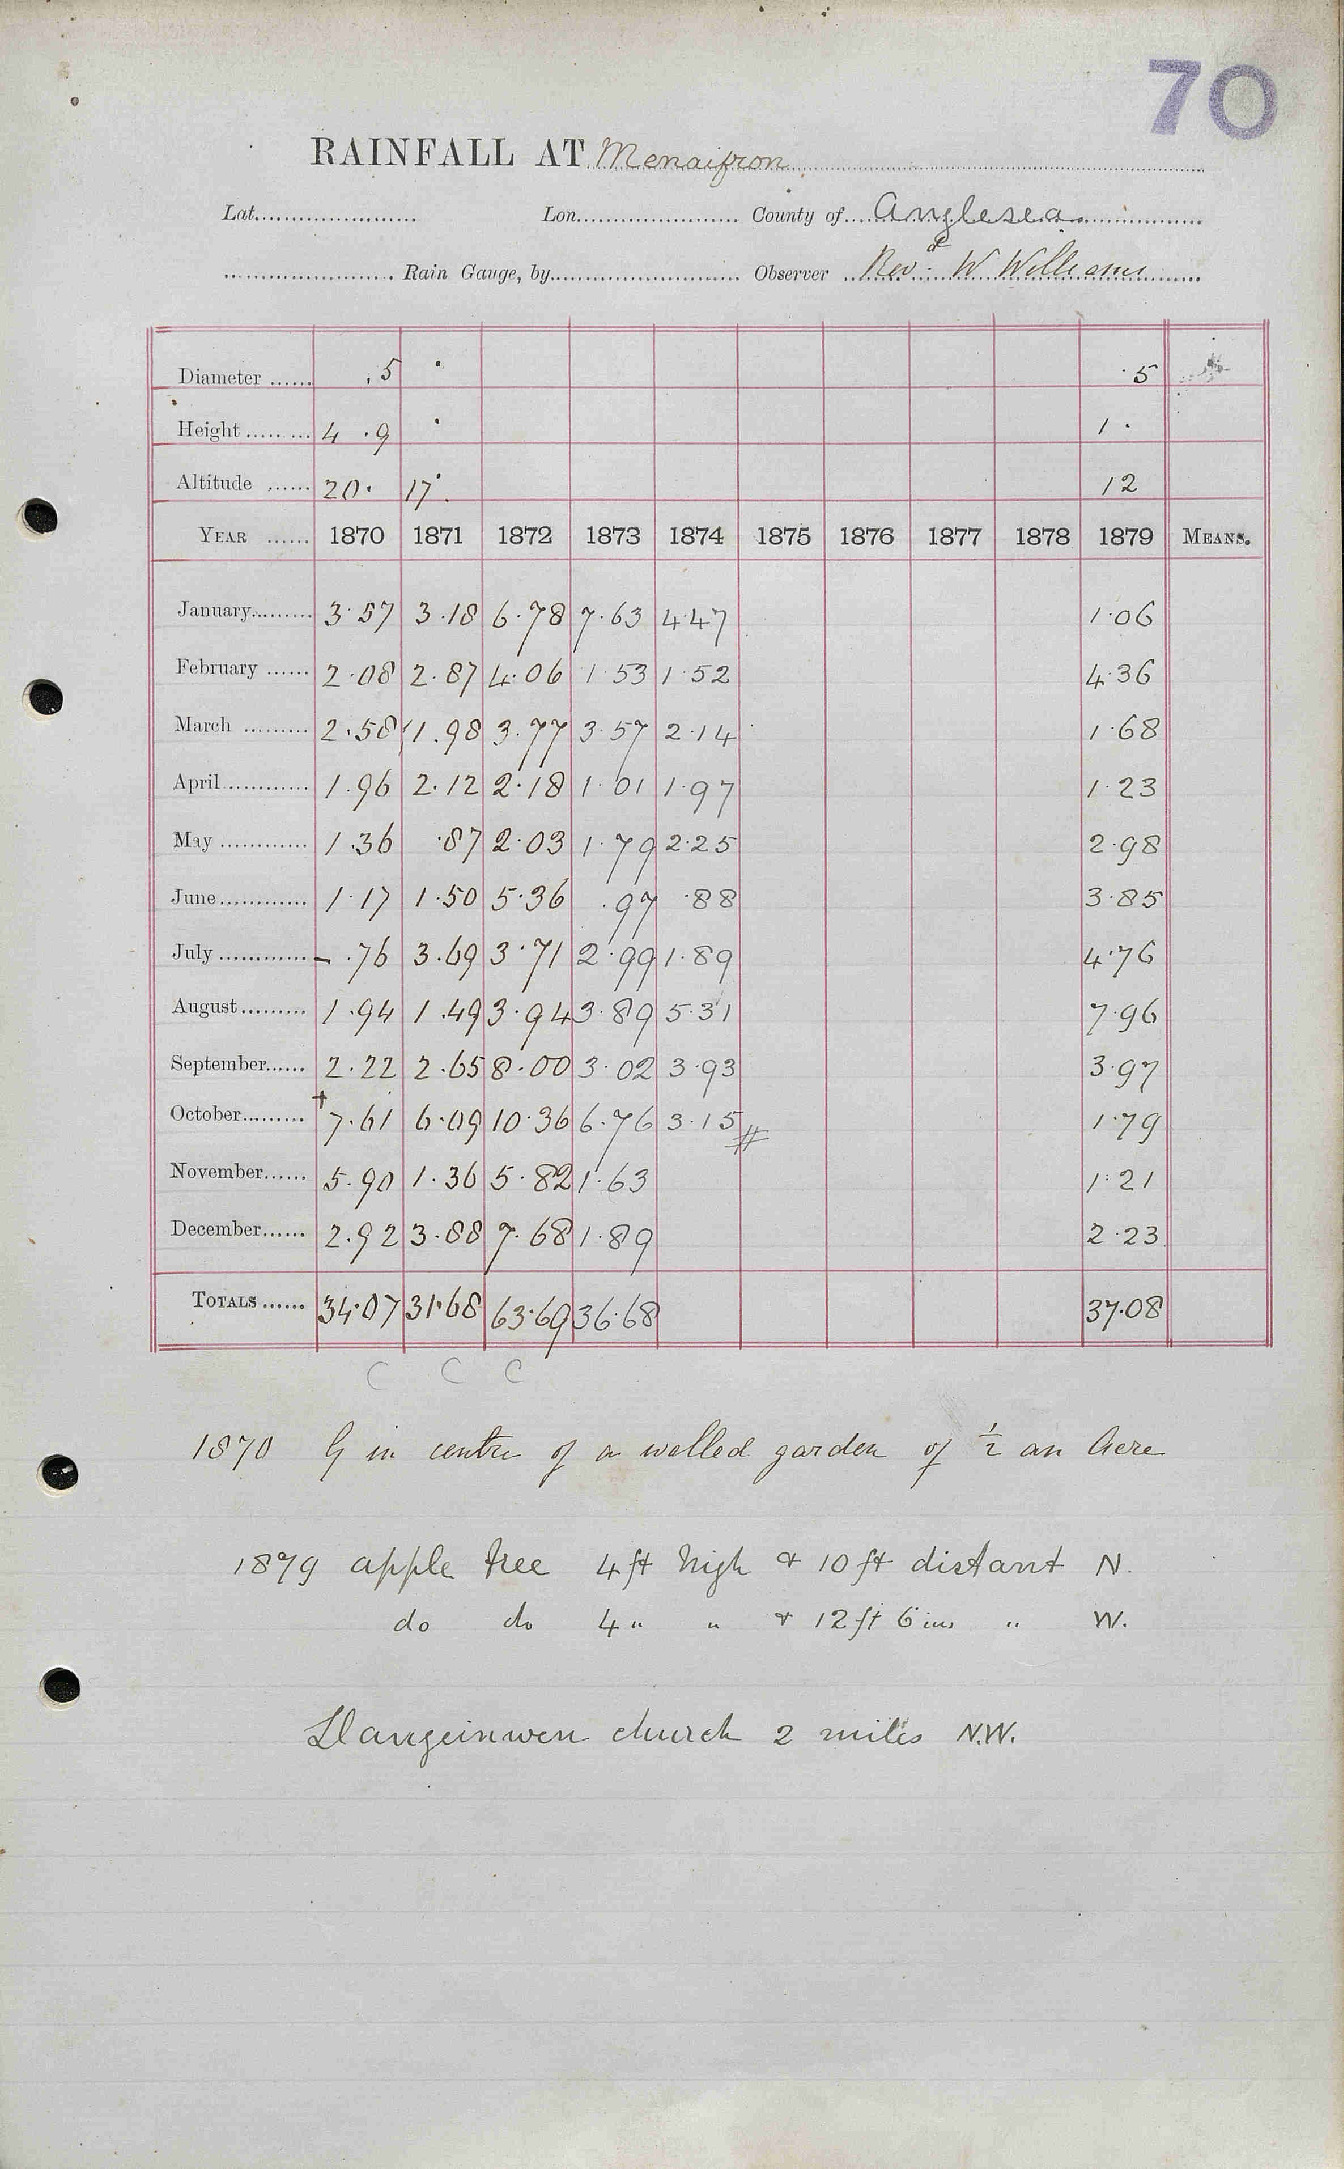 70
RAINFALL AT Menaifron
Lat. Lon. County of Anglesea
Rain Gauge, by Observer Revd. W Williams
Diameter ...... .5 · ·5
Height ......... 4 .9 · 1 ·
Altitude ...... 20. 17. 12
YEAR ...... 1870 1871 1872 1873 1874 1875 1876 1877 1878 1879 MEANS.
January......... 3·57 3·18 6·78 7·63 4·47 1·06
February ...... 2·08 2·87 4·06 1·53 1·52 4·36
March ......... 2·58 1·98 3·77 3·57 2·14 1·68
April............ 1·96 2·12 2·18 1·01 1·97 1·23
May ............ 1·36 ·87 2·03 1·79 2·25 2·98
June............ 1·17 1·50 5·36 ·97 ·88 3·85
July ............ – ·76 3·69 3·71 2·99 1·89 4·76
August......... 1·94 1·49 3·94 3·89 5·31 7·96
September...... 2·22 2·65 8·00 3·02 3·93 3·97
October......... † 7·61 6·09 10·36 6·76 3·15 # 1·79
November...... 5·90 1·36 5·82 1·63 1·21
December...... 2·92 3·88 7·68 1·89 2·23
TOTALS ...... 34·07 31·68 63·69 36·68 37·08
C C C
1870 G in centre of a walled garden of ½ an Acre
1879 apple tree 4 ft high & 10 ft distant N.
do do 4 " " & 12 ft 6 ins " W.
Llangeinwen church 2 miles N.W.